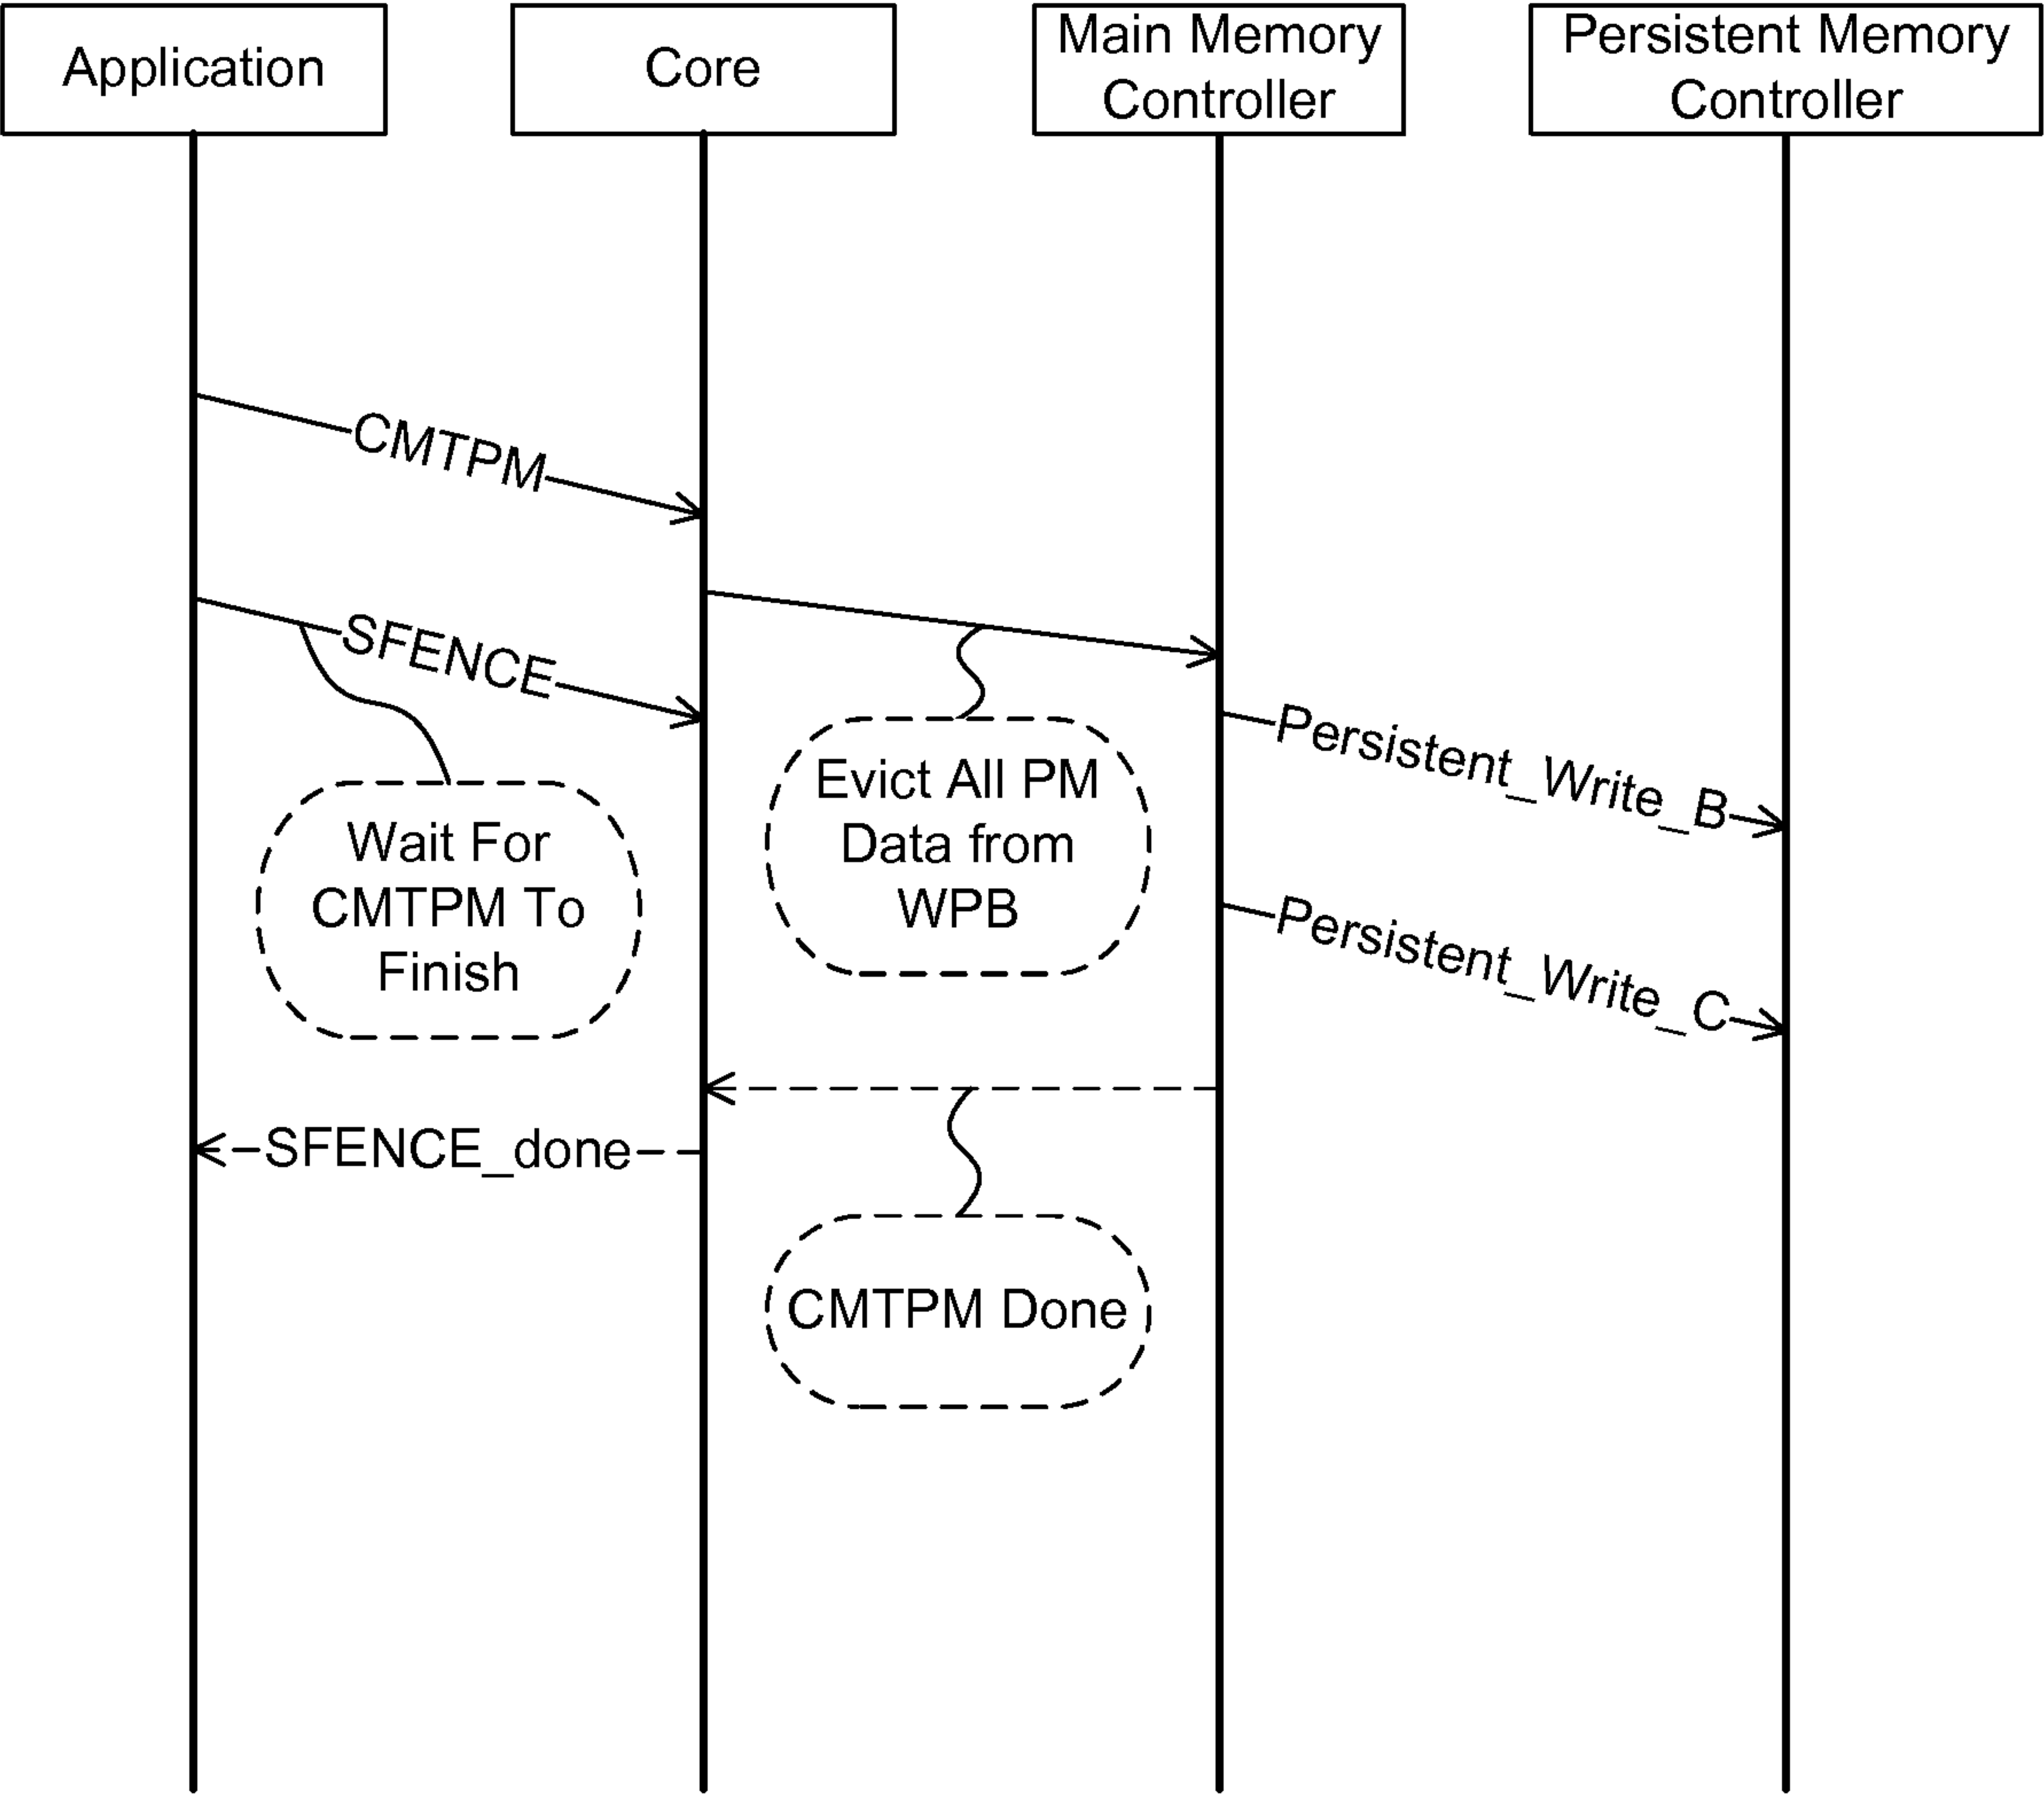 Application
Core
Main Memory
Controller
Persistent Memory
Controller
CMTPM
SFENCE
Persistent_Write_B
Evict All PM
Data from
WPB
Wait For
CMTPM To
Finish
Persistent_Write_C
SFENCE_done
CMTPM Done